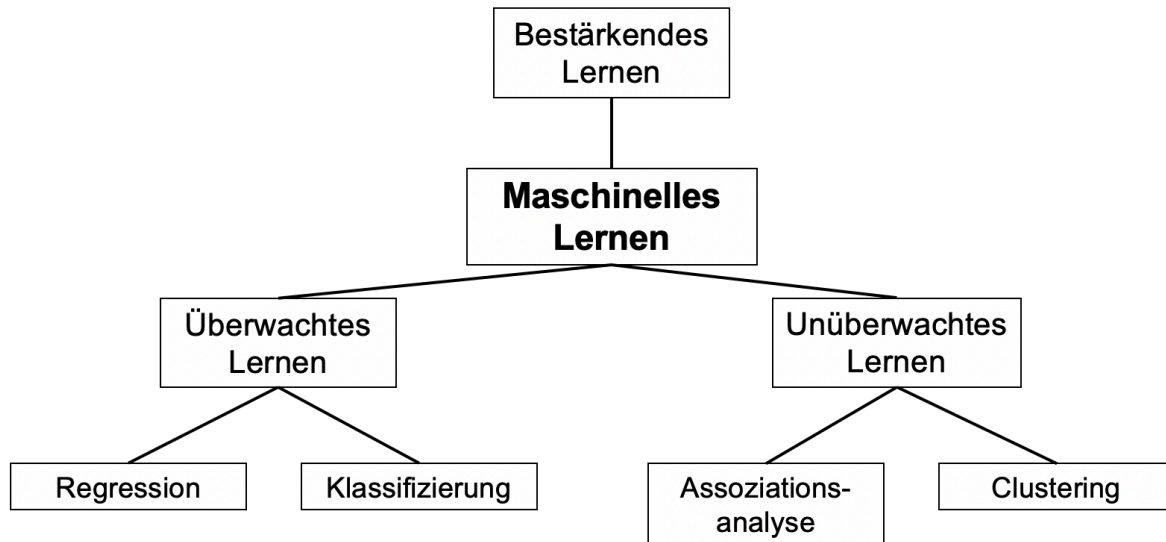 Bestärkendes
Lernen
Maschinelles
Lernen
Überwachtes
Lernen
Unüberwachtes
Lernen
Regression
Klassifizierung
Assoziations-
analyse
Clustering